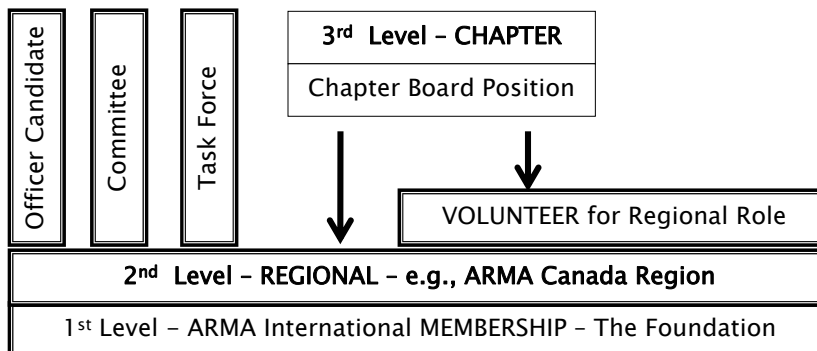 Officer Candidate
Committee
Task Force
3rd Level – CHAPTER
Chapter Board Position
VOLUNTEER for Regional Role
2nd Level – REGIONAL – e.g., ARMA Canada Region
1st Level – ARMA International MEMBERSHIP – The Foundation